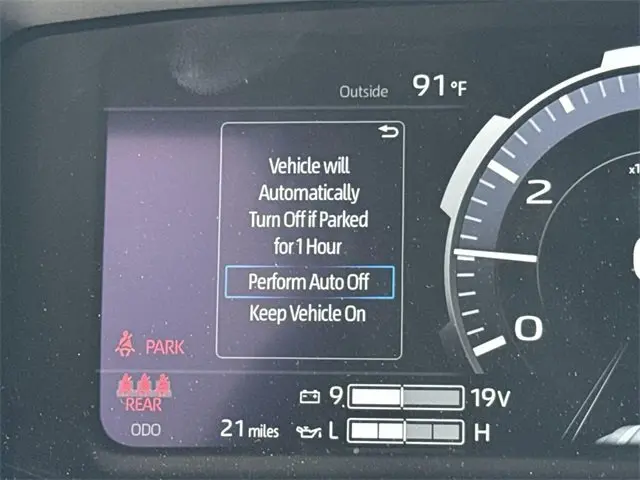 Outside 91°F
Vehicle will
Automatically
Turn Off if Parked
for 1 Hour
Perform Auto Off
Keep Vehicle On
2
0
x1
PARK
REAR
9 19V
ODO 21 miles L H